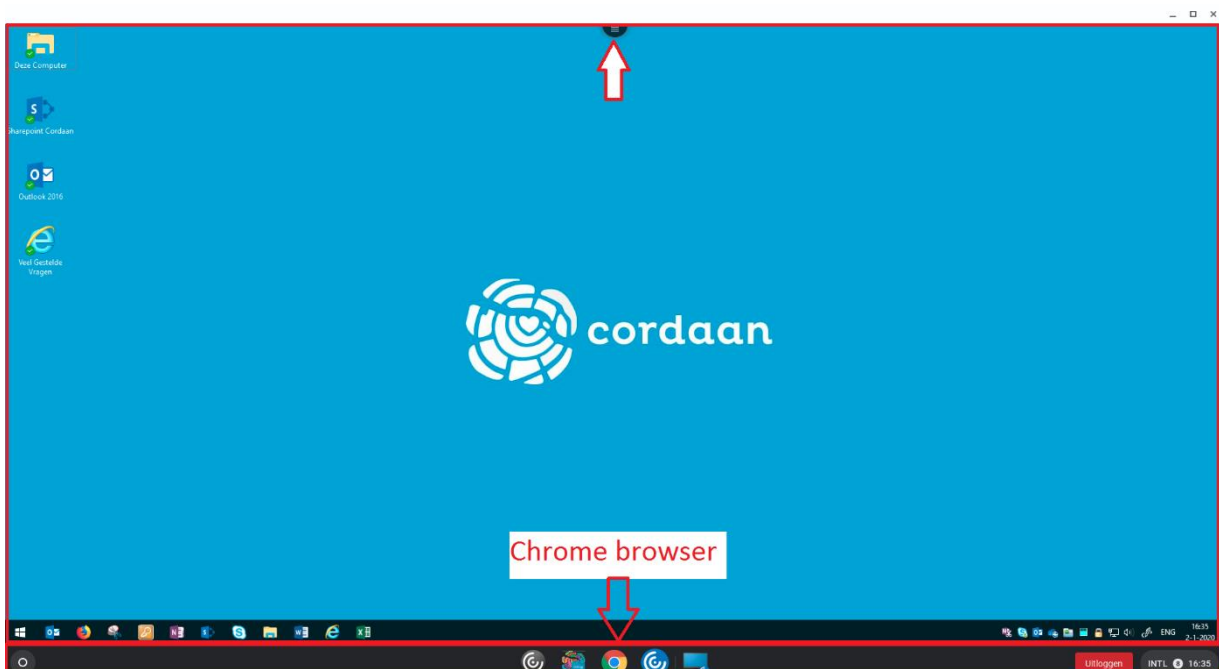 Deze Computer
Sharepoint Cordaan
Outlook 2016
Veel Gestelde
Vragen
cordaan
Chrome browser
ENG
16:35
2-1-2020
Uitloggen
INTL
16:35